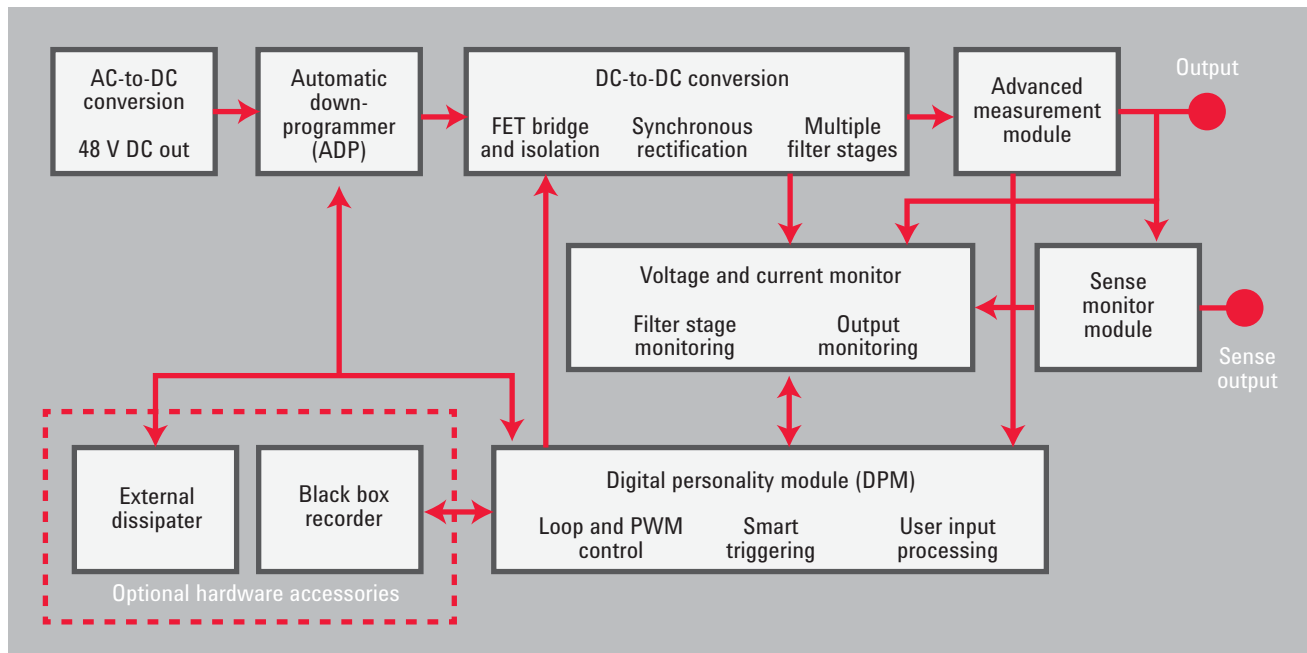 AC-to-DC
conversion
48 V DC out
Automatic
down-
programmer
(ADP)
DC-to-DC conversion
FET bridge
and isolation
Synchronous
rectification
Multiple
filter stages
Advanced
measurement
module
Output
Voltage and current monitor
Filter stage
monitoring
Output
monitoring
Sense
monitor
module
Sense
output
External
dissipater
Black box
recorder
Optional hardware accessories
Digital personality module (DPM)
Loop and PWM
control
Smart
triggering
User input
processing